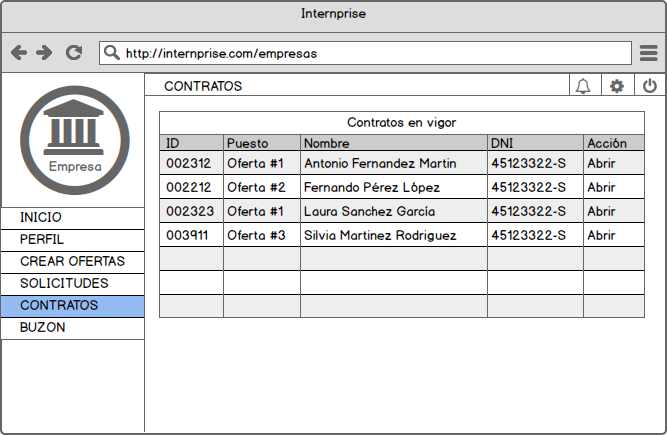 Internprise
http://internprise.com/empresas
CONTRATOS
Empresa
INICIO
PERFIL
CREAR OFERTAS
SOLICITUDES
CONTRATOS
BUZON
Contratos en vigor
ID Puesto Nombre DNI Acción
002312 Oferta #1 Antonio Fernandez Martin 45123322-S Abrir
002212 Oferta #2 Fernando Pérez López 45123322-S Abrir
002323 Oferta #1 Laura Sanchez García 45123322-S Abrir
003911 Oferta #3 Silvia Martinez Rodriguez 45123322-S Abrir